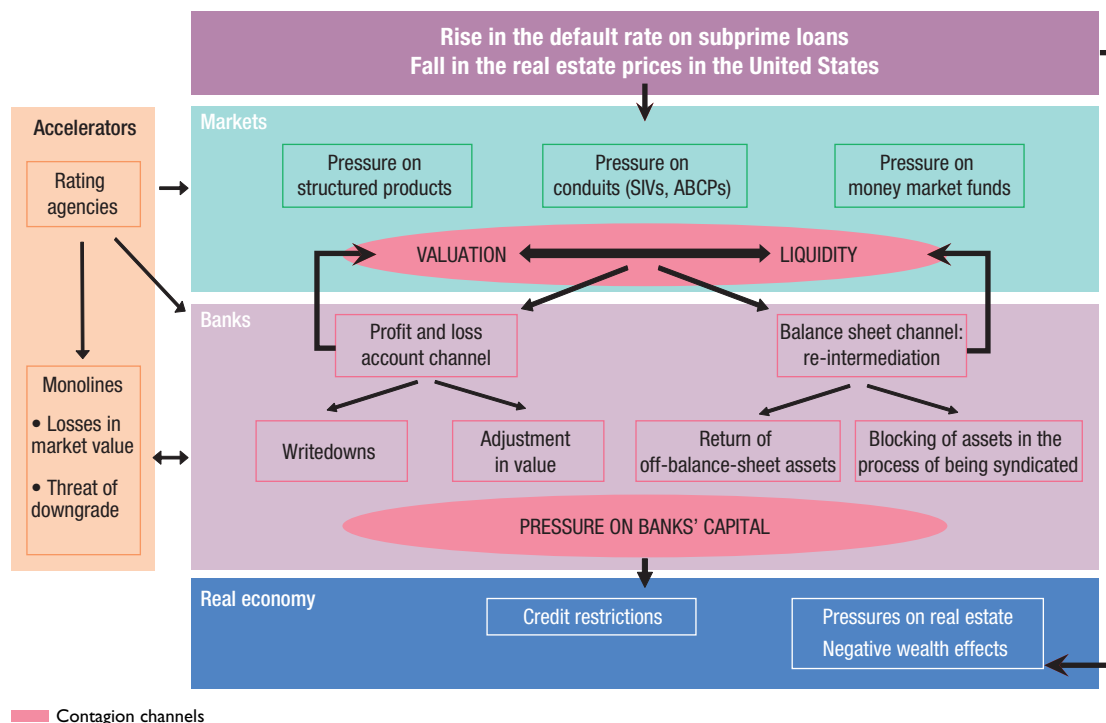 Rise in the default rate on subprime loans
Fall in the real estate prices in the United States
Accelerators
Rating
agencies
Monolines
• Losses in
market value
• Threat of
downgrade
Markets
Pressure on
structured products
Pressure on
conduits (SIVs, ABCPs)
Pressure on
money market funds
VALUATION
LIQUIDITY
Banks
Profit and loss
account channel
Balance sheet channel:
re-intermediation
Writedowns
Adjustment
in value
Return of
off-balance-sheet assets
Blocking of assets in the
process of being syndicated
PRESSURE ON BANKS’ CAPITAL
Real economy
Credit restrictions
Pressures on real estate
Negative wealth effects
Contagion channels